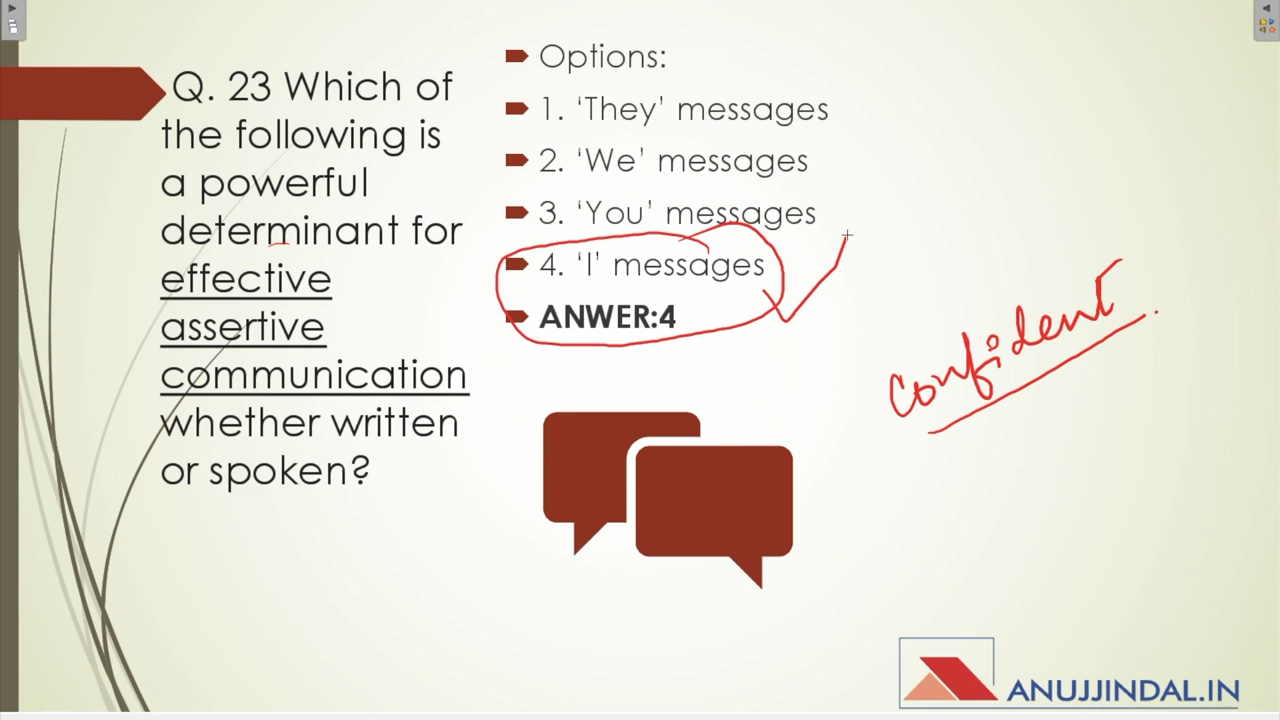 Q. 23 Which of
the following is
a powerful
determinant for
effective
assertive
communication
whether written
or spoken?
Options:
1. ‘They’ messages
2. ‘We’ messages
3. ‘You’ messages
4. ‘I’ messages
ANWER:4
Confident
ANUJJINDAL.IN